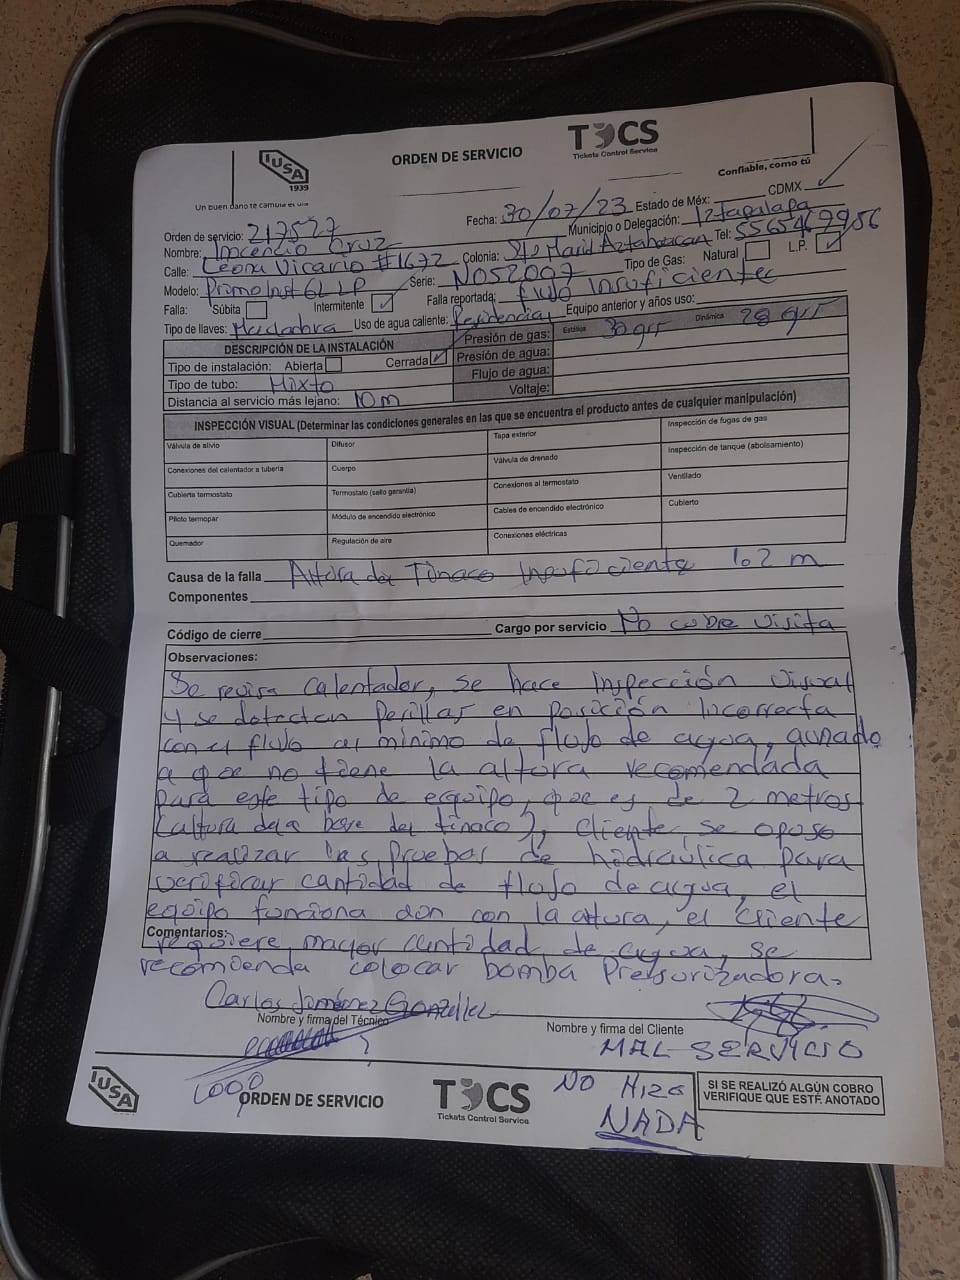 IUSA
1939
Un buen baño te cambia el día
ORDEN DE SERVICIO
TOCS
Tickets Control Service
Confiable, como tú
Orden de servicio: 217527
Fecha: 30/07/23 Estado de Méx: CDMX ✓
Nombre: Inocencio Cruz
Municipio o Delegación: Iztapalapa
Calle: Leona Vicario #1672 Colonia: Sta María Aztahuacan Tel: 5565469986
Modelo: Primo Inst 6L LP Serie: N052007 Tipo de Gas: Natural L.P. ✓
Falla: Súbita Intermitente ✓ Falla reportada: flujo insuficiente
Tipo de llaves: Mezcladora Uso de agua caliente: Residencial Equipo anterior y años uso:
DESCRIPCIÓN DE LA INSTALACIÓN
Tipo de instalación: Abierta Cerrada ✓
Tipo de tubo: Mixto
Distancia al servicio más lejano: 10m
Presión de gas: Estática 30 gr's Dinámica 28 gr's
Presión de agua:
Flujo de agua:
Voltaje:
INSPECCIÓN VISUAL (Determinar las condiciones generales en las que se encuentra el producto antes de cualquier manipulación)
Válvula de alivio Difusor Tapa exterior Inspección de fugas de gas
Conexiones del calentador a tubería Cuerpo Válvula de drenado Inspección de tanque (abolsamiento)
Cubierta termostato Termostato (sello garantía) Conexiones al termostato Ventilado
Piloto termopar Módulo de encendido electrónico Cables de encendido electrónico Cubierto
Quemador Regulación de aire Conexiones eléctricas
Causa de la falla Altura del Tinaco Insuficiente 1.2 m
Componentes
Código de cierre Cargo por servicio No cubre visita
Observaciones:
Se revisa calentador, se hace inspección visual
y se detectan perillas en posición incorrecta
con el flujo al mínimo de flujo de agua, aunado
a que no tiene la altura recomendada
para este tipo de equipo, que es de 2 metros
(altura de la base del tinaco), cliente se opuso
a realizar las pruebas de hidraúlica para
verificar cantidad de flujo de agua, el
equipo funciona aun con la altura, el cliente
Comentarios:
requiere mayor cantidad de agua, se
recomienda colocar bomba Presurizadora.
Carlos Jiménez González
Nombre y firma del Técnico
Nombre y firma del Cliente
MAL SERVICIO
NO HIZO
NADA
IUSA
ORDEN DE SERVICIO
TOCS
Tickets Control Service
SI SE REALIZÓ ALGÚN COBRO
VERIFIQUE QUE ESTÉ ANOTADO